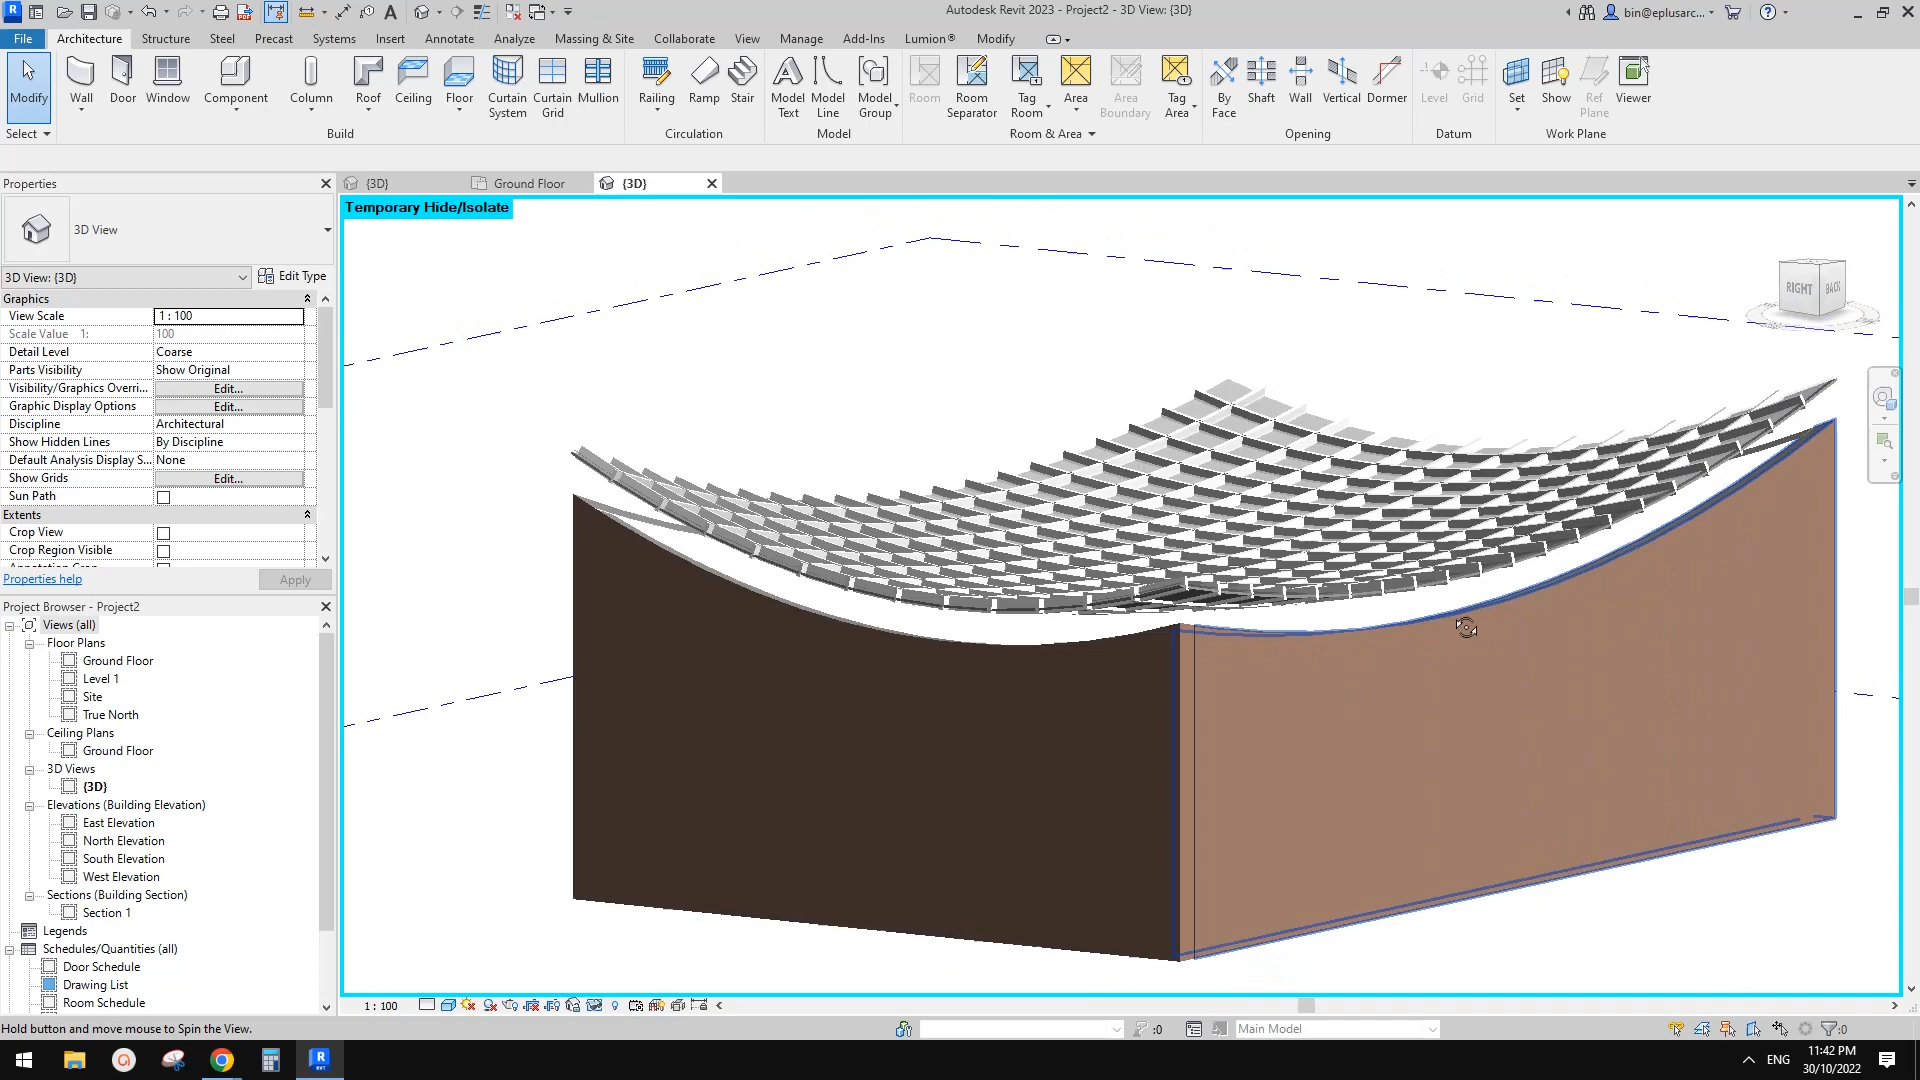 Autodesk Revit 2023 - Project2 - 3D View: {3D}
bin@eplusarc...
File Architecture Structure Steel Precast Systems Insert Annotate Analyze Massing & Site Collaborate View Manage Add-Ins Lumion® Modify
Modify Wall Door Window Component Column Roof Ceiling Floor Curtain System Curtain Grid Mullion Railing Ramp Stair Model Text Model Line Model Group Room Room Separator Tag Room Area Area Boundary Tag Area By Face Shaft Wall Vertical Dormer Level Grid Set Show Ref Plane Viewer
Select Build Circulation Model Room & Area Opening Datum Work Plane
Properties
{3D} Ground Floor {3D}
Temporary Hide/Isolate
3D View
3D View: {3D} Edit Type
Graphics
View Scale 1 : 100
Scale Value 1: 100
Detail Level Coarse
Parts Visibility Show Original
Visibility/Graphics Overri... Edit...
Graphic Display Options Edit...
Discipline Architectural
Show Hidden Lines By Discipline
Default Analysis Display S... None
Show Grids Edit...
Sun Path
Extents
Crop View
Crop Region Visible
Properties help Apply
RIGHT BACK
Project Browser - Project2
Views (all)
Floor Plans
Ground Floor
Level 1
Site
True North
Ceiling Plans
Ground Floor
3D Views
{3D}
Elevations (Building Elevation)
East Elevation
North Elevation
South Elevation
West Elevation
Sections (Building Section)
Section 1
Legends
Schedules/Quantities (all)
Door Schedule
Drawing List
Room Schedule
1 : 100
Hold button and move mouse to Spin the View.
:0
Main Model
:0
ENG
11:42 PM
30/10/2022